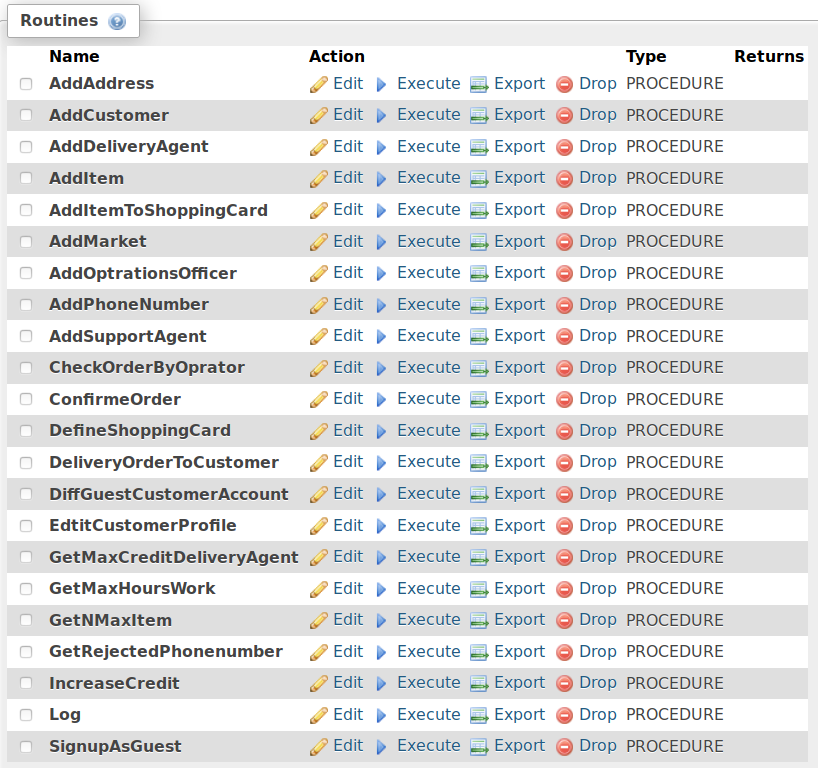 Routines
Name Action Type Returns
AddAddress Edit Execute Export Drop PROCEDURE
AddCustomer Edit Execute Export Drop PROCEDURE
AddDeliveryAgent Edit Execute Export Drop PROCEDURE
AddItem Edit Execute Export Drop PROCEDURE
AddItemToShoppingCard Edit Execute Export Drop PROCEDURE
AddMarket Edit Execute Export Drop PROCEDURE
AddOptrationsOfficer Edit Execute Export Drop PROCEDURE
AddPhoneNumber Edit Execute Export Drop PROCEDURE
AddSupportAgent Edit Execute Export Drop PROCEDURE
CheckOrderByOprator Edit Execute Export Drop PROCEDURE
ConfirmeOrder Edit Execute Export Drop PROCEDURE
DefineShoppingCard Edit Execute Export Drop PROCEDURE
DeliveryOrderToCustomer Edit Execute Export Drop PROCEDURE
DiffGuestCustomerAccount Edit Execute Export Drop PROCEDURE
EdtitCustomerProfile Edit Execute Export Drop PROCEDURE
GetMaxCreditDeliveryAgent Edit Execute Export Drop PROCEDURE
GetMaxHoursWork Edit Execute Export Drop PROCEDURE
GetNMaxItem Edit Execute Export Drop PROCEDURE
GetRejectedPhonenumber Edit Execute Export Drop PROCEDURE
IncreaseCredit Edit Execute Export Drop PROCEDURE
Log Edit Execute Export Drop PROCEDURE
SignupAsGuest Edit Execute Export Drop PROCEDURE